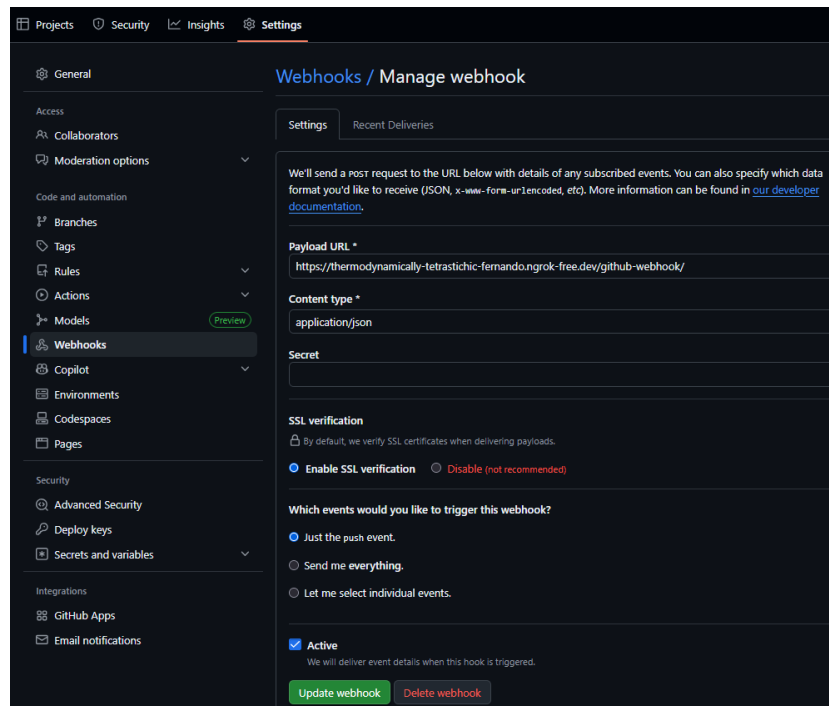 Projects Security Insights Settings
General
Access
Collaborators
Moderation options
Code and automation
Branches
Tags
Rules
Actions
Models Preview
Webhooks
Copilot
Environments
Codespaces
Pages
Security
Advanced Security
Deploy keys
Secrets and variables
Integrations
GitHub Apps
Email notifications
Webhooks / Manage webhook
Settings Recent Deliveries
We'll send a POST request to the URL below with details of any subscribed events. You can also specify which data
format you'd like to receive (JSON, x-www-form-urlencoded, etc). More information can be found in our developer
documentation.
Payload URL *
https://thermodynamically-tetrastichic-fernando.ngrok-free.dev/github-webhook/
Content type *
application/json
Secret
SSL verification
By default, we verify SSL certificates when delivering payloads.
Enable SSL verification Disable (not recommended)
Which events would you like to trigger this webhook?
Just the push event.
Send me everything.
Let me select individual events.
Active
We will deliver event details when this hook is triggered.
Update webhook Delete webhook